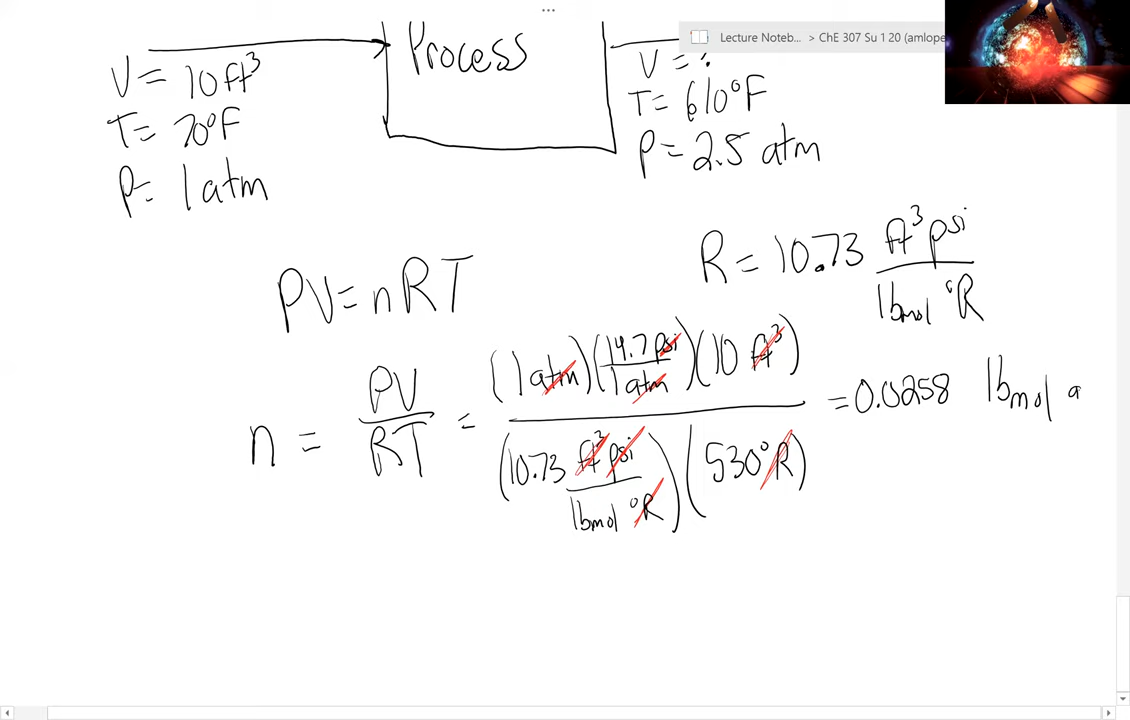 Lecture Noteb... > ChE 307 Su 1 20 (amlope
Process
V = 10 ft³
T = 70°F
P = 1 atm
V = ?
T = 610°F
P = 2.5 atm
R = 10.73 ft³ psi / lbmol °R
PV = nRT
n = PV / RT = (1 atm)(14.7 psi / 1 atm)(10 ft³) / (10.73 ft³ psi / lbmol °R)(530°R) = 0.0258 lbmol a